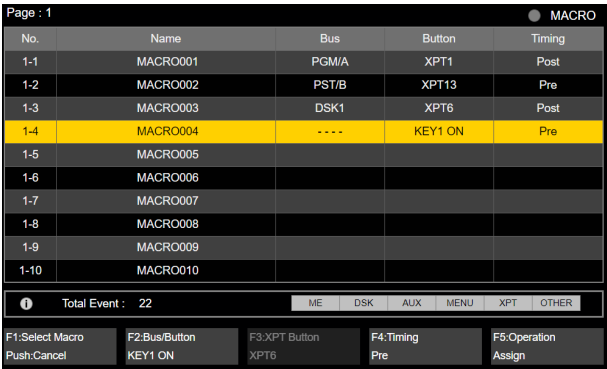 Page : 1 MACRO
No. Name Bus Button Timing
1-1 MACRO001 PGM/A XPT1 Post
1-2 MACRO002 PST/B XPT13 Pre
1-3 MACRO003 DSK1 XPT6 Post
1-4 MACRO004 - - - - KEY1 ON Pre
1-5 MACRO005
1-6 MACRO006
1-7 MACRO007
1-8 MACRO008
1-9 MACRO009
1-10 MACRO010
i Total Event : 22 ME DSK AUX MENU XPT OTHER
F1:Select Macro F2:Bus/Button F3:XPT Button F4:Timing F5:Operation
Push:Cancel KEY1 ON XPT6 Pre Assign